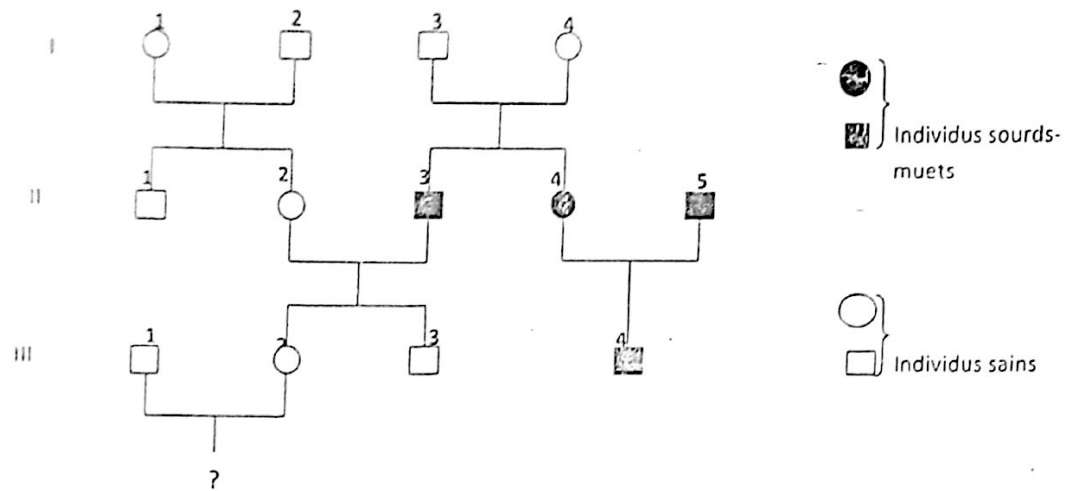 1 2 3 4
I
Individus sourds-
muets
1 2 3 4 5
II
Individus sains
1 2 3 4
III
?